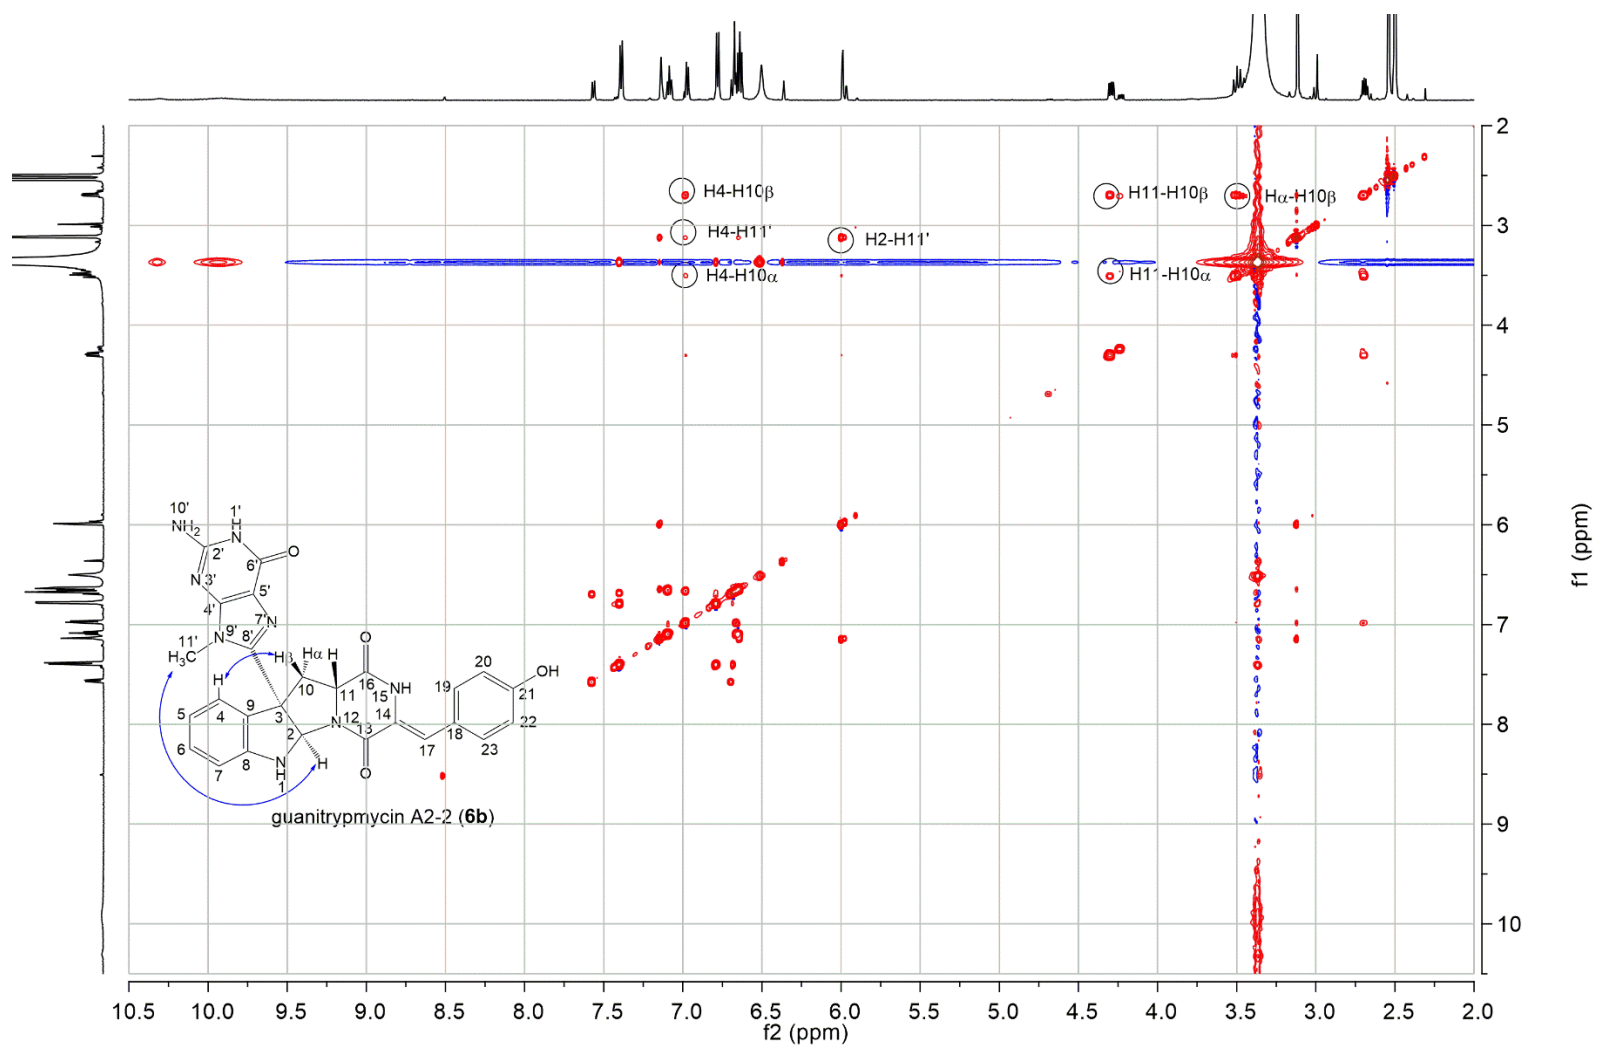 H4-H10β
H11-H10β
Hα-H10β
H4-H11'
H2-H11'
H4-H10α
H11-H10α
2
3
4
5
6
7
8
9
10
f1 (ppm)
10'
NH2
1'
H
N
2'
6'
O
N
3'
5'
4'
N
7'
11'
N
9'
8'
N
H3C
Hβ
Hα
H
O
20
OH
H
10
16
NH
19
21
15
4
9
11
5
3
N
12
14
22
2
13
18
6
23
17
8
H
7
N
H
1
O
guanitrypmycin A2-2 (6b)
10.5
10.0
9.5
9.0
8.5
8.0
7.5
7.0
6.5
6.0
5.5
5.0
4.5
4.0
3.5
3.0
2.5
2.0
f2 (ppm)